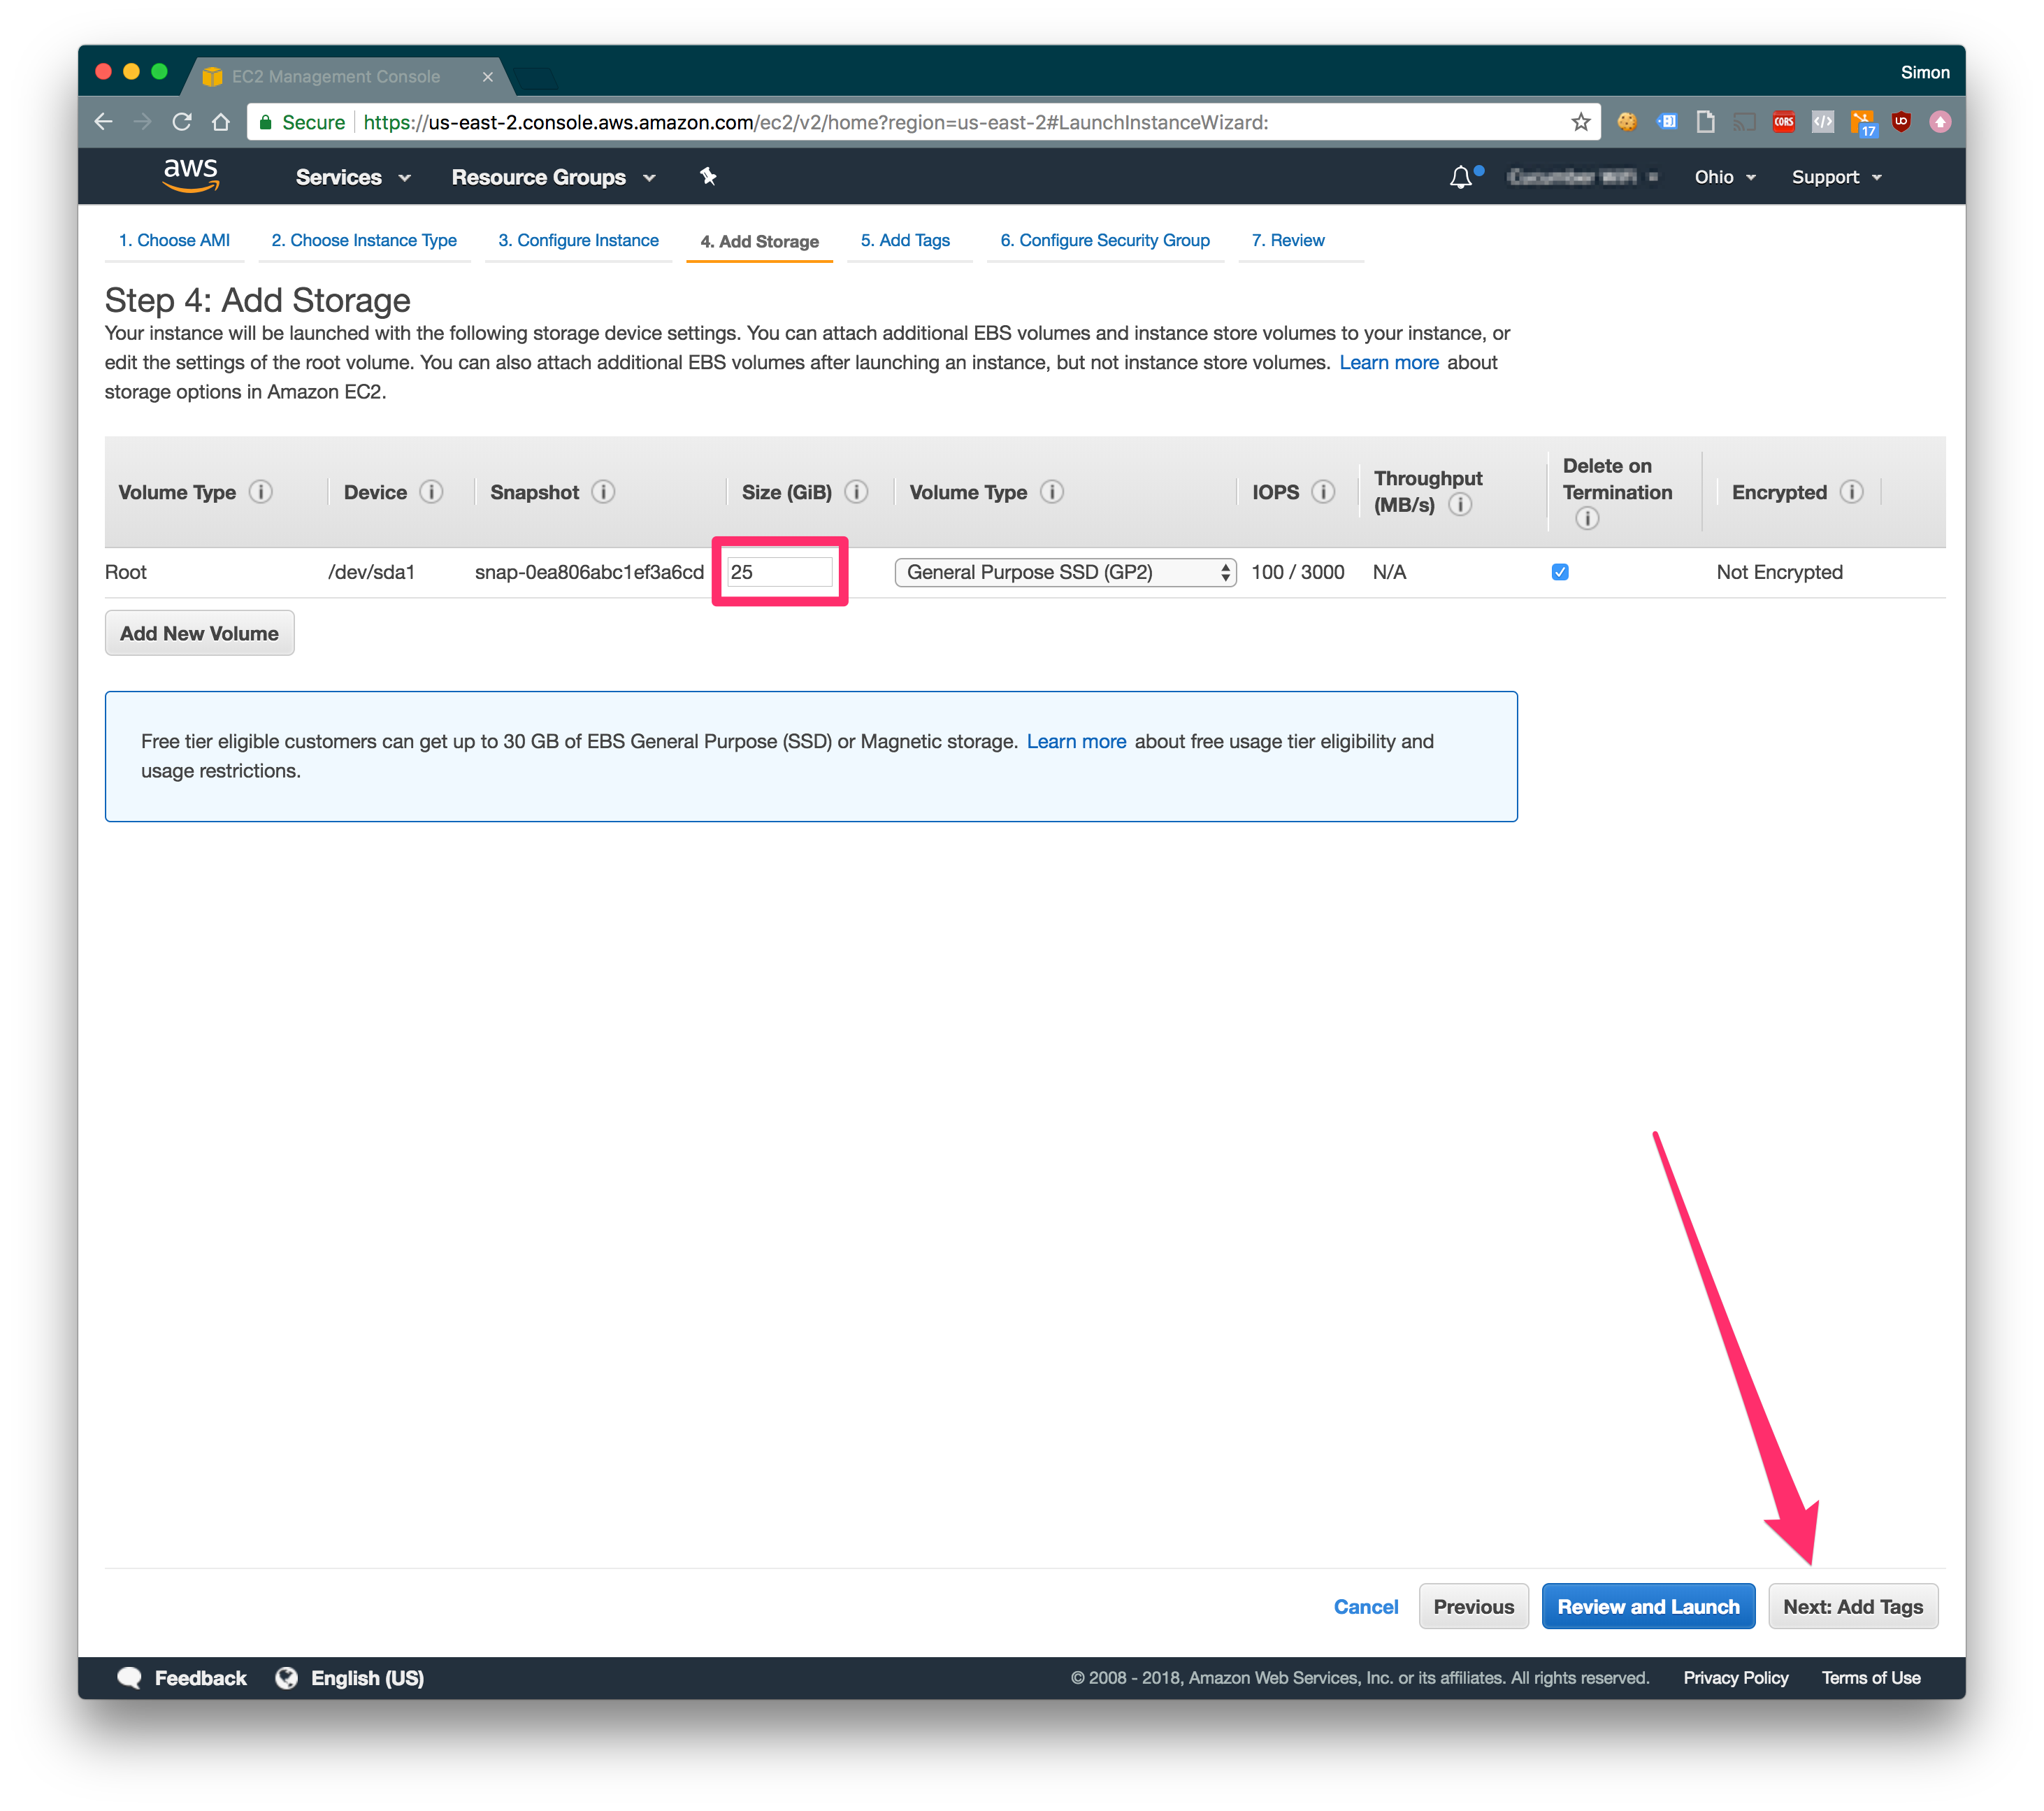 EC2 Management Console
Simon
Secure https://us-east-2.console.aws.amazon.com/ec2/v2/home?region=us-east-2#LaunchInstanceWizard:
CORS
</>
17
aws Services Resource Groups Ohio Support
1. Choose AMI 2. Choose Instance Type 3. Configure Instance 4. Add Storage 5. Add Tags 6. Configure Security Group 7. Review
Step 4: Add Storage
Your instance will be launched with the following storage device settings. You can attach additional EBS volumes and instance store volumes to your instance, or
edit the settings of the root volume. You can also attach additional EBS volumes after launching an instance, but not instance store volumes. Learn more about
storage options in Amazon EC2.
Volume Type i Device i Snapshot i Size (GiB) i Volume Type i IOPS i Throughput (MB/s) i Delete on Termination i Encrypted i
Root /dev/sda1 snap-0ea806abc1ef3a6cd 25 General Purpose SSD (GP2) 100 / 3000 N/A Not Encrypted
Add New Volume
Free tier eligible customers can get up to 30 GB of EBS General Purpose (SSD) or Magnetic storage. Learn more about free usage tier eligibility and
usage restrictions.
Cancel Previous Review and Launch Next: Add Tags
Feedback English (US) © 2008 - 2018, Amazon Web Services, Inc. or its affiliates. All rights reserved. Privacy Policy Terms of Use